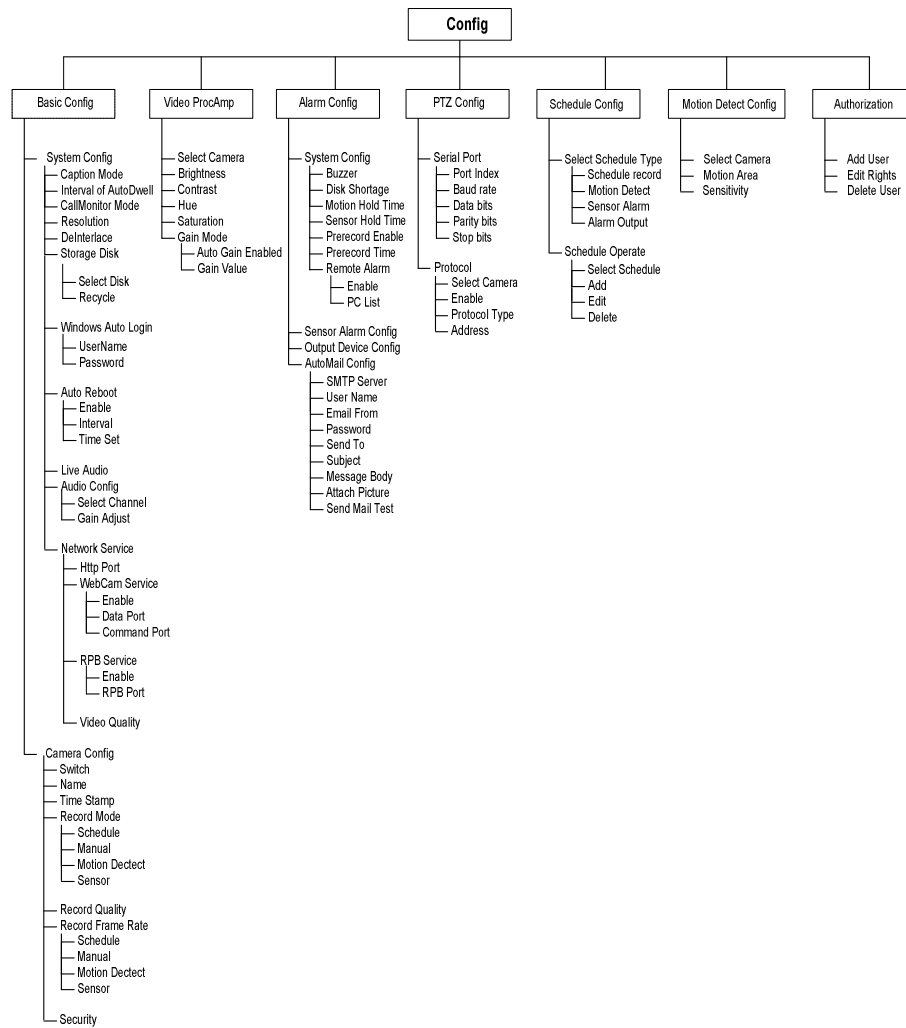 Config
Basic Config
Video ProcAmp
Alarm Config
PTZ Config
Schedule Config
Motion Detect Config
Authorization
System Config
Caption Mode
Interval of AutoDwell
CallMonitor Mode
Resolution
DeInterlace
Storage Disk
Select Disk
Recycle
Windows Auto Login
UserName
Password
Auto Reboot
Enable
Interval
Time Set
Live Audio
Audio Config
Select Channel
Gain Adjust
Network Service
Http Port
WebCam Service
Enable
Data Port
Command Port
RPB Service
Enable
RPB Port
Video Quality
Camera Config
Switch
Name
Time Stamp
Record Mode
Schedule
Manual
Motion Dectect
Sensor
Record Quality
Record Frame Rate
Schedule
Manual
Motion Dectect
Sensor
Security
Select Camera
Brightness
Contrast
Hue
Saturation
Gain Mode
Auto Gain Enabled
Gain Value
System Config
Buzzer
Disk Shortage
Motion Hold Time
Sensor Hold Time
Prerecord Enable
Prerecord Time
Remote Alarm
Enable
PC List
Sensor Alarm Config
Output Device Config
AutoMail Config
SMTP Server
User Name
Email From
Password
Send To
Subject
Message Body
Attach Picture
Send Mail Test
Serial Port
Port Index
Baud rate
Data bits
Parity bits
Stop bits
Protocol
Select Camera
Enable
Protocol Type
Address
Select Schedule Type
Schedule record
Motion Detect
Sensor Alarm
Alarm Output
Schedule Operate
Select Schedule
Add
Edit
Delete
Select Camera
Motion Area
Sensitivity
Add User
Edit Rights
Delete User